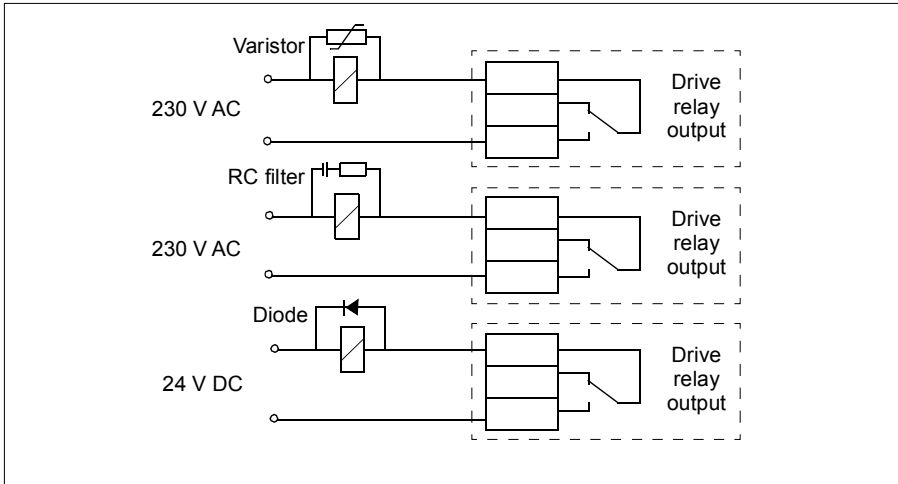 Varistor
230 V AC
Drive
relay
output
RC filter
230 V AC
Drive
relay
output
Diode
24 V DC
Drive
relay
output